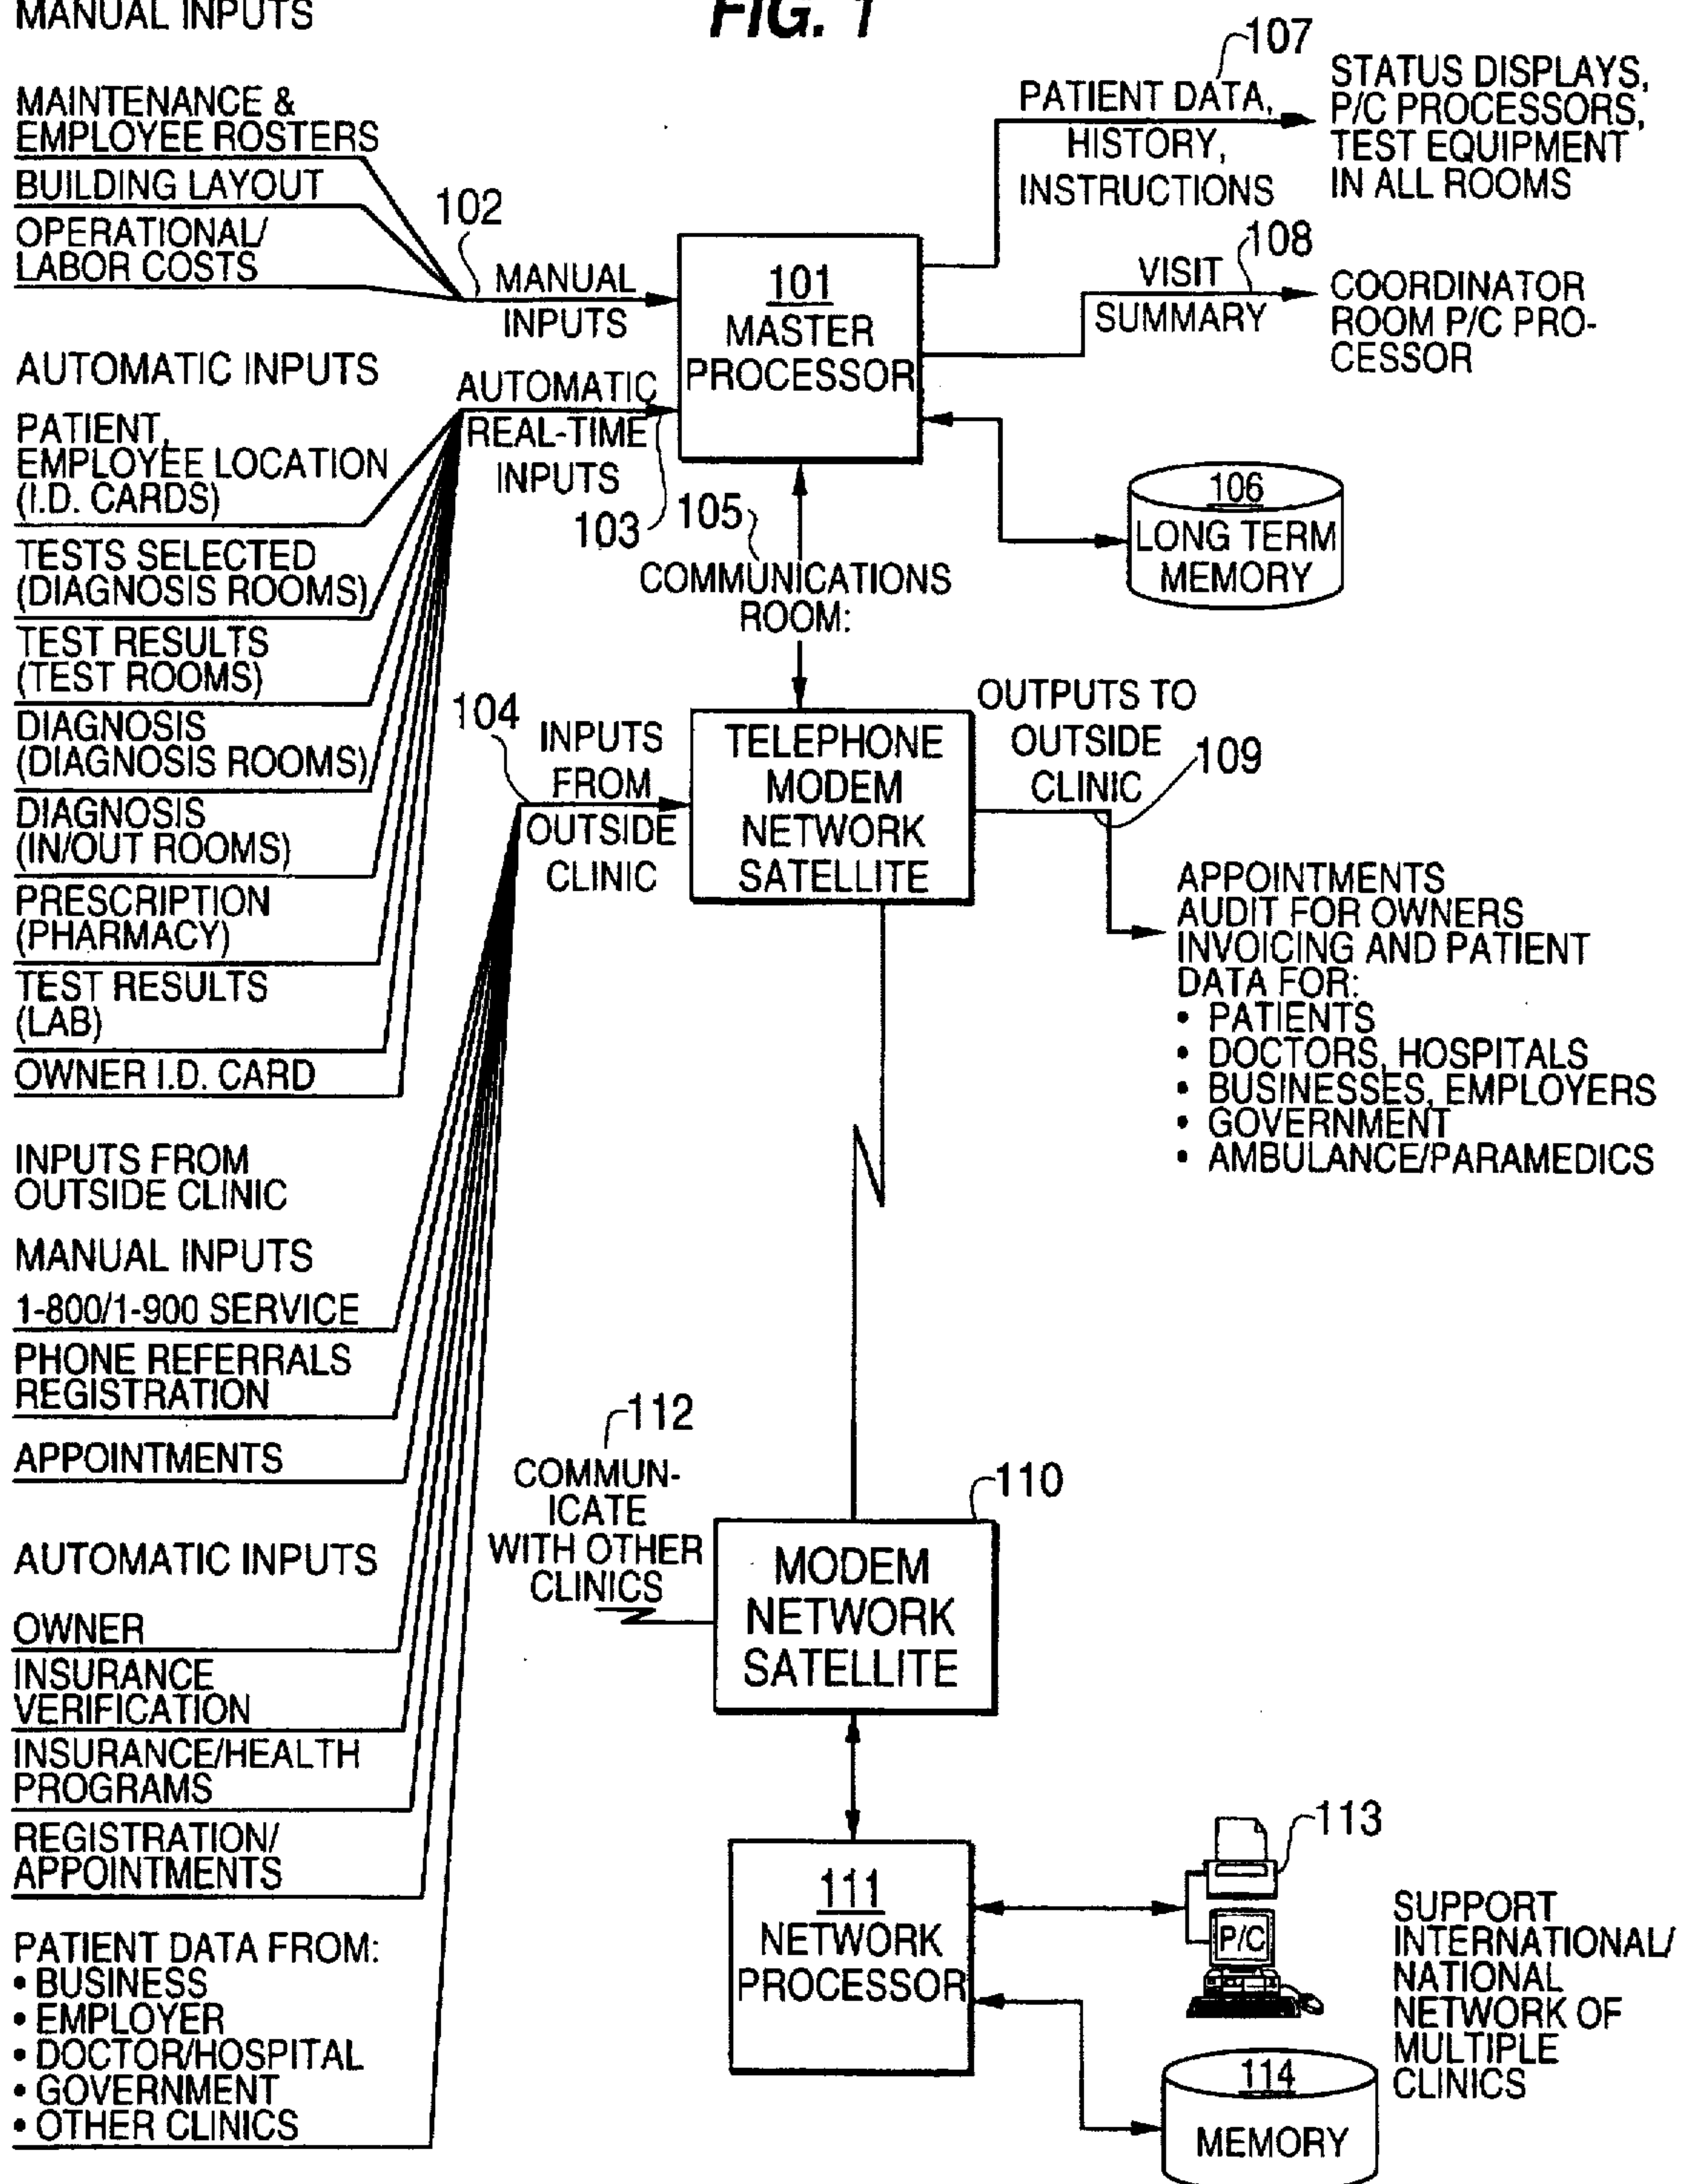 MANUAL INPUTS
FIG. 1
MAINTENANCE &
EMPLOYEE ROSTERS
BUILDING LAYOUT
OPERATIONAL/
LABOR COSTS
102
MANUAL
INPUTS
AUTOMATIC INPUTS
PATIENT,
EMPLOYEE LOCATION
(I.D. CARDS)
TESTS SELECTED
(DIAGNOSIS ROOMS)
TEST RESULTS
(TEST ROOMS)
DIAGNOSIS
(DIAGNOSIS ROOMS)
DIAGNOSIS
(IN/OUT ROOMS)
PRESCRIPTION
(PHARMACY)
TEST RESULTS
(LAB)
OWNER I.D. CARD
AUTOMATIC
REAL-TIME
INPUTS
103
101
MASTER
PROCESSOR
107
PATIENT DATA,
HISTORY,
INSTRUCTIONS
STATUS DISPLAYS,
P/C PROCESSORS,
TEST EQUIPMENT
IN ALL ROOMS
108
VISIT
SUMMARY
COORDINATOR
ROOM P/C PRO-
CESSOR
106
LONG TERM
MEMORY
105
COMMUNICATIONS
ROOM:
INPUTS FROM
OUTSIDE CLINIC
MANUAL INPUTS
1-800/1-900 SERVICE
PHONE REFERRALS
REGISTRATION
APPOINTMENTS
AUTOMATIC INPUTS
OWNER
INSURANCE
VERIFICATION
INSURANCE/HEALTH
PROGRAMS
REGISTRATION/
APPOINTMENTS
PATIENT DATA FROM:
• BUSINESS
• EMPLOYER
• DOCTOR/HOSPITAL
• GOVERNMENT
• OTHER CLINICS
104
INPUTS
FROM
OUTSIDE
CLINIC
TELEPHONE
MODEM
NETWORK
SATELLITE
OUTPUTS TO
OUTSIDE
CLINIC
109
APPOINTMENTS
AUDIT FOR OWNERS
INVOICING AND PATIENT
DATA FOR:
• PATIENTS
• DOCTORS, HOSPITALS
• BUSINESSES, EMPLOYERS
• GOVERNMENT
• AMBULANCE/PARAMEDICS
112
COMMUN-
ICATE
WITH OTHER
CLINICS
110
MODEM
NETWORK
SATELLITE
111
NETWORK
PROCESSOR
113
P/C
SUPPORT
INTERNATIONAL/
NATIONAL
NETWORK OF
MULTIPLE
CLINICS
114
MEMORY